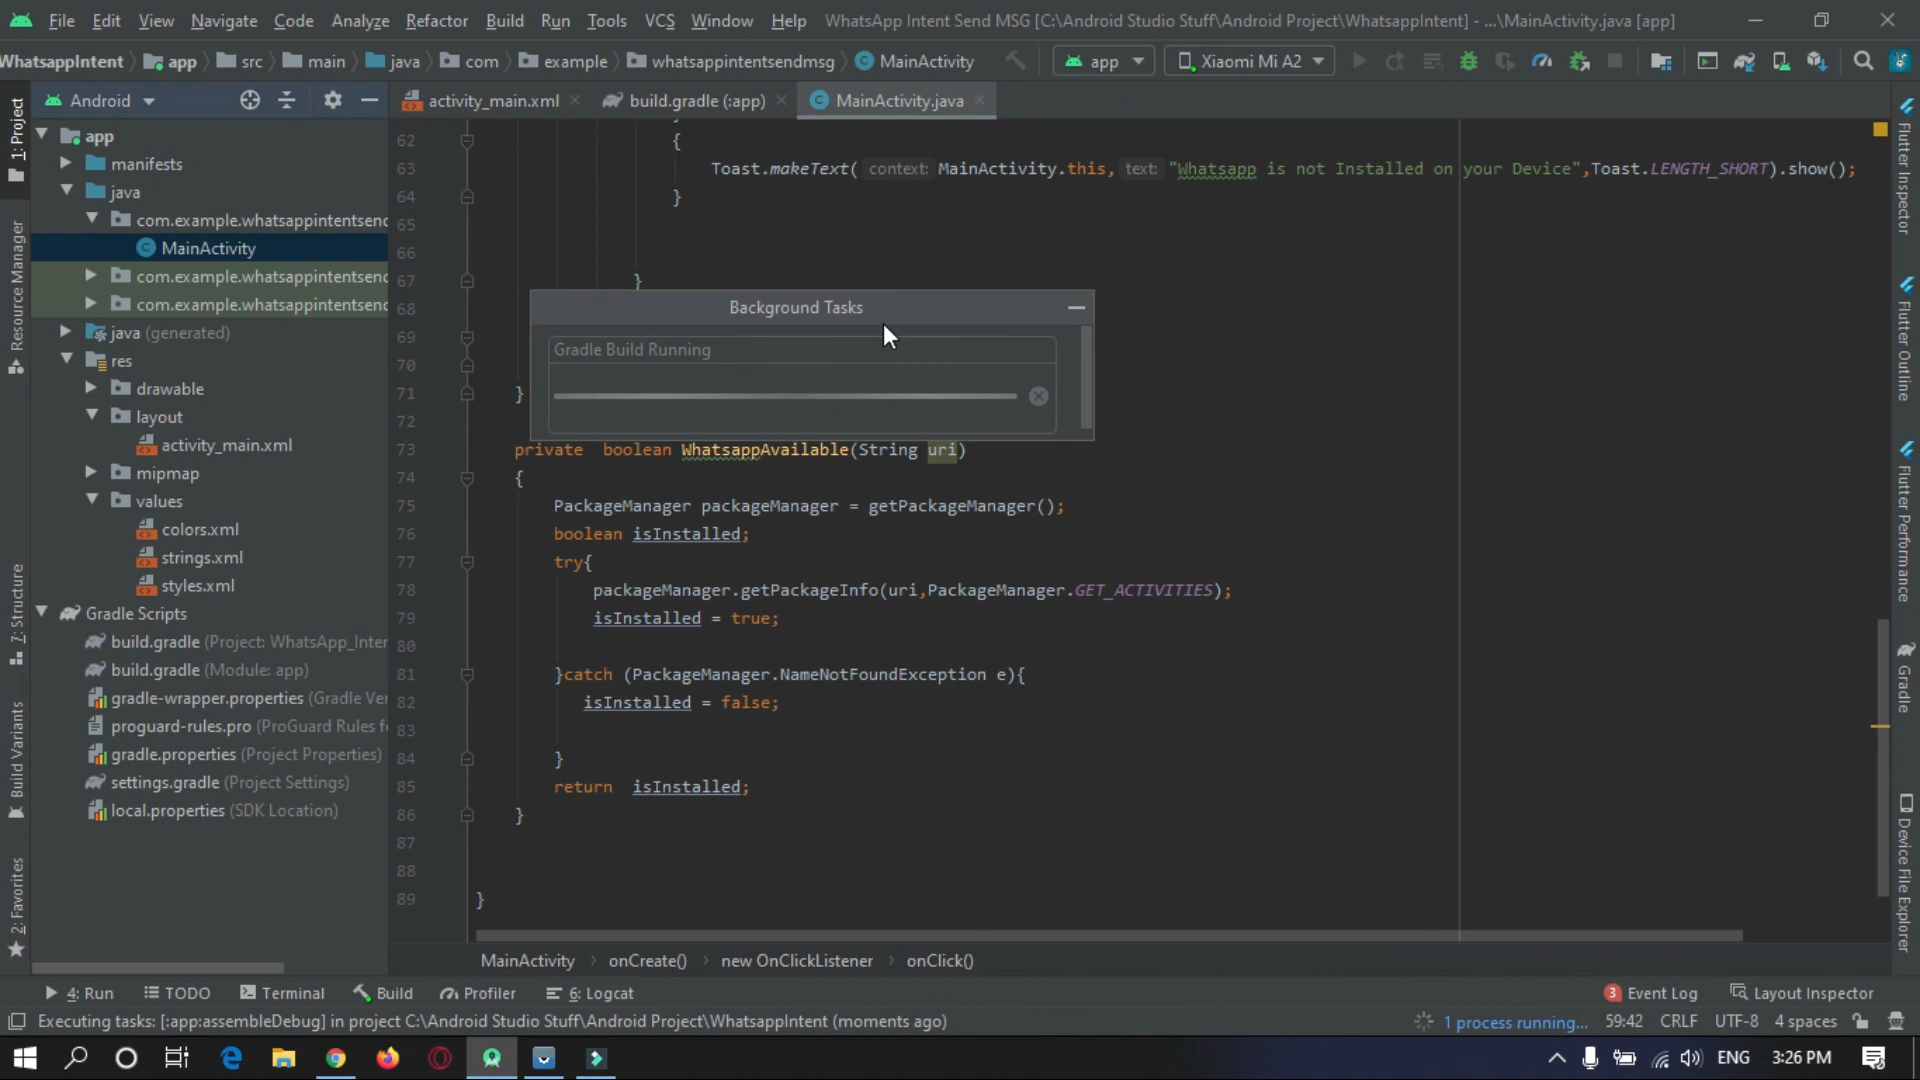 File Edit View Navigate Code Analyze Refactor Build Run Tools VCS Window Help WhatsApp Intent Send MSG [C:\Android Studio Stuff\Android Project\WhatsappIntent] - ...\MainActivity.java [app]
WhatsappIntent app src main java com example whatsappintentsendmsg MainActivity app Xiaomi Mi A2
Android
activity_main.xml build.gradle (:app) MainActivity.java
1: Project
Resource Manager
7: Structure
Build Variants
2: Favorites
app
manifests
java
com.example.whatsappintentsend
MainActivity
com.example.whatsappintentsend
com.example.whatsappintentsend
java (generated)
res
drawable
layout
activity_main.xml
mipmap
values
colors.xml
strings.xml
styles.xml
Gradle Scripts
build.gradle (Project: WhatsApp_Inter
build.gradle (Module: app)
gradle-wrapper.properties (Gradle Ver
proguard-rules.pro (ProGuard Rules f
gradle.properties (Project Properties)
settings.gradle (Project Settings)
local.properties (SDK Location)
62 {
63 Toast.makeText( context: MainActivity.this, text: "Whatsapp is not Installed on your Device",Toast.LENGTH_SHORT).show();
64 }
65
66
67 }
68
69
70
71 }
72
Background Tasks
Gradle Build Running
73 private boolean WhatsappAvailable(String uri)
74 {
75 PackageManager packageManager = getPackageManager();
76 boolean isInstalled;
77 try{
78 packageManager.getPackageInfo(uri,PackageManager.GET_ACTIVITIES);
79 isInstalled = true;
80
81 }catch (PackageManager.NameNotFoundException e){
82 isInstalled = false;
83
84 }
85 return isInstalled;
86 }
87
88
89 }
MainActivity onCreate() new OnClickListener onClick()
Flutter Inspector
Flutter Outline
Flutter Performance
Gradle
Device File Explorer
4: Run TODO Terminal Build Profiler 6: Logcat 3 Event Log Layout Inspector
Executing tasks: [:app:assembleDebug] in project C:\Android Studio Stuff\Android Project\WhatsappIntent (moments ago) 1 process running... 59:42 CRLF UTF-8 4 spaces
ENG 3:26 PM